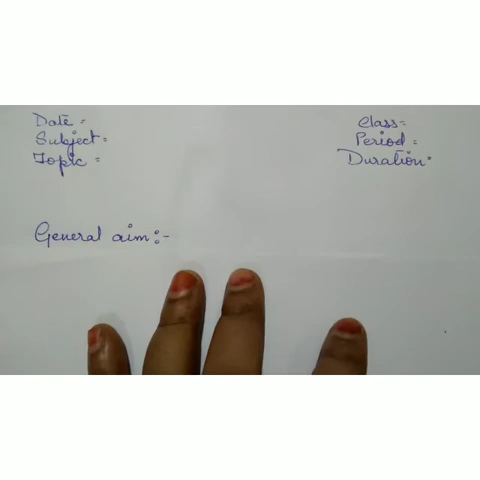 Date =
Class =
Subject =
Period =
Topic =
Duration =
General aim :-